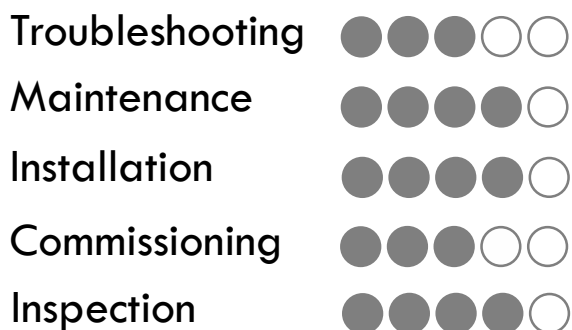 Troubleshooting
Maintenance
Installation
Commissioning
Inspection